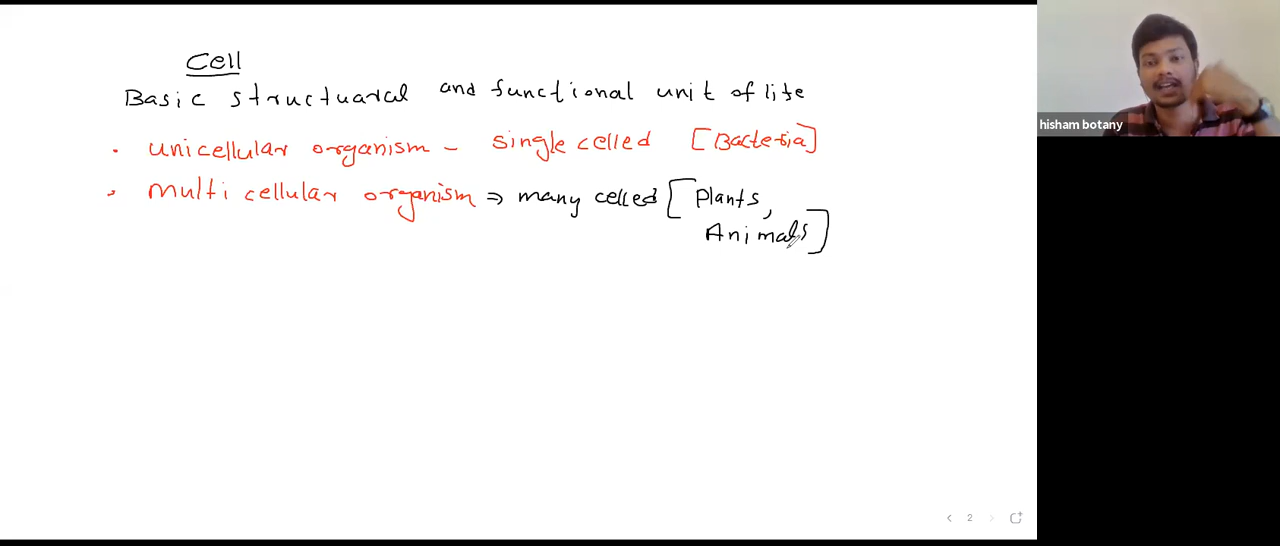 Cell
Basic structuaral and functional unit of life
• unicellular organism - single celled [Bacteria]
• multi cellular organism ⇒ many celled [Plants,
Animals]
hisham botany
2